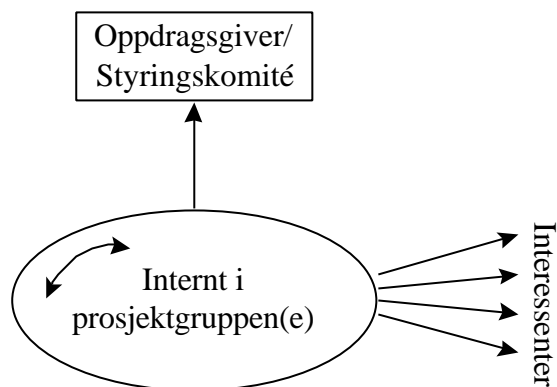 Oppdragsgiver/
Styringskomité
Internt i
prosjektgruppen(e)
Interessenter